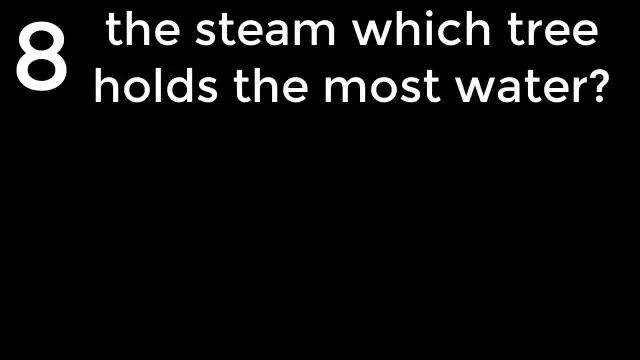 8
the steam which tree
holds the most water?